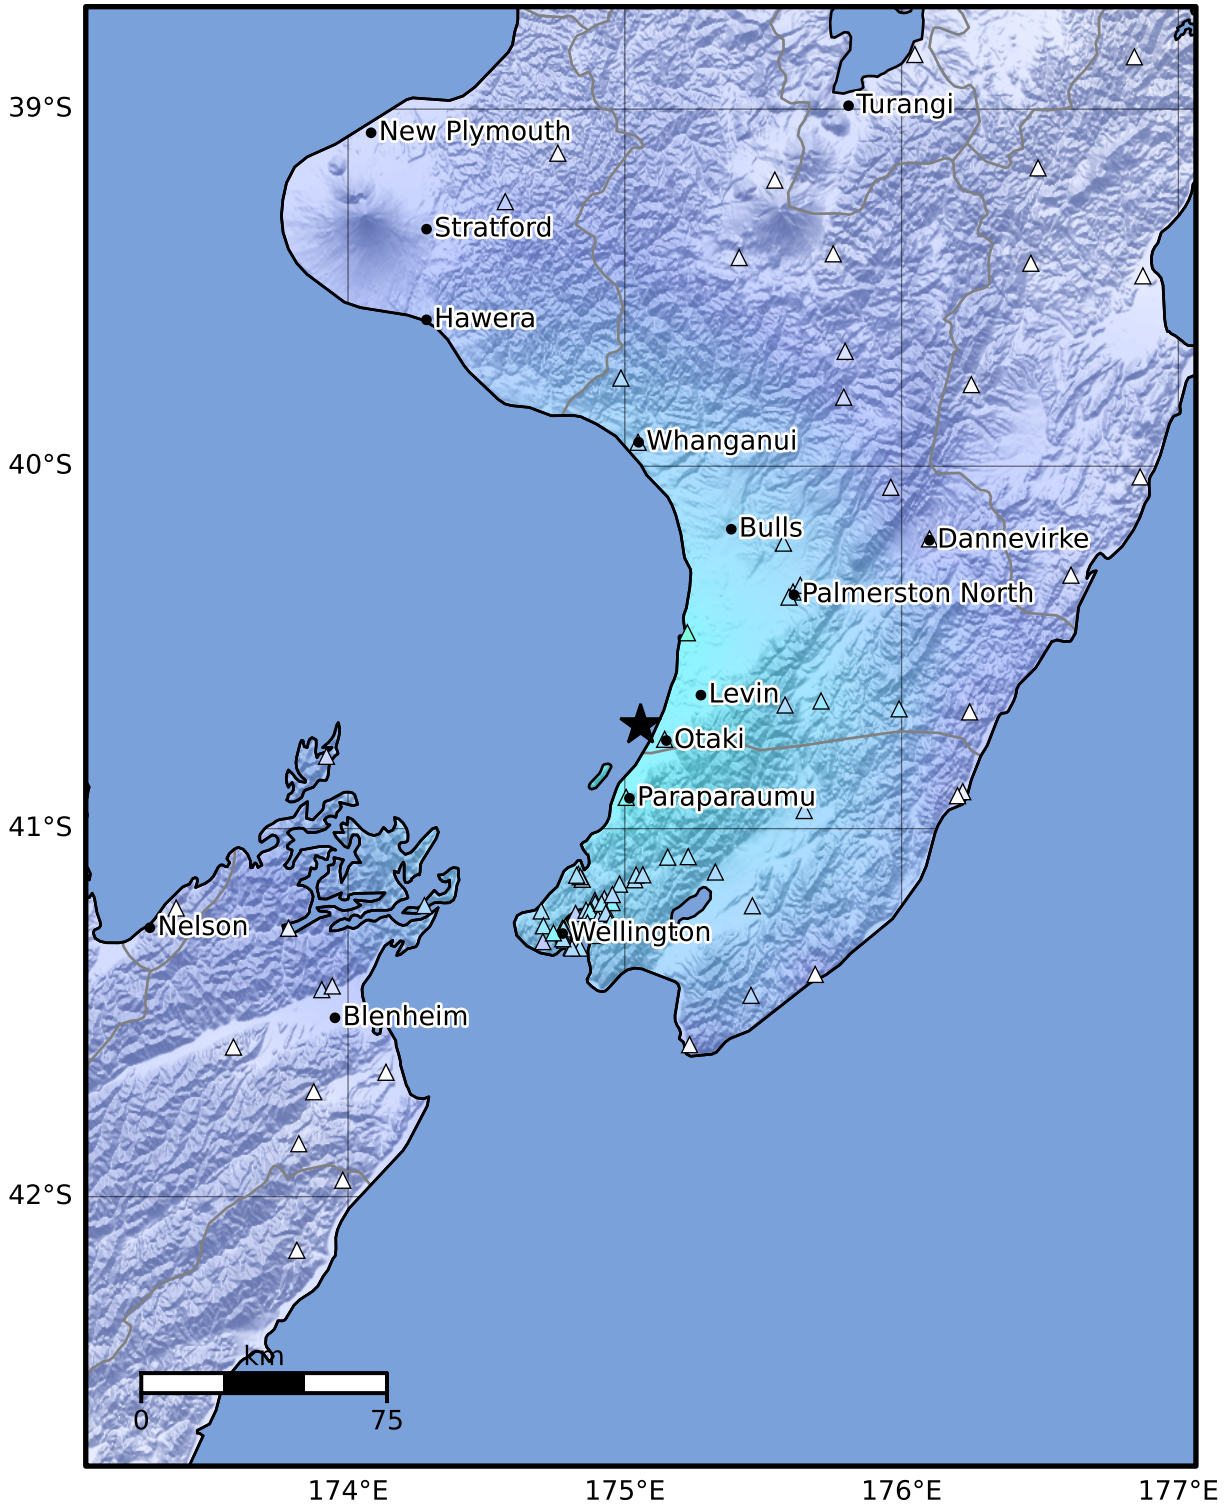 39°S
40°S
41°S
42°S
Turangi
New Plymouth
Stratford
Hawera
Whanganui
Bulls
Dannevirke
Palmerston North
Levin
Otaki
Paraparaumu
Nelson
Wellington
Blenheim
km
0 75
174°E 175°E 176°E 177°E